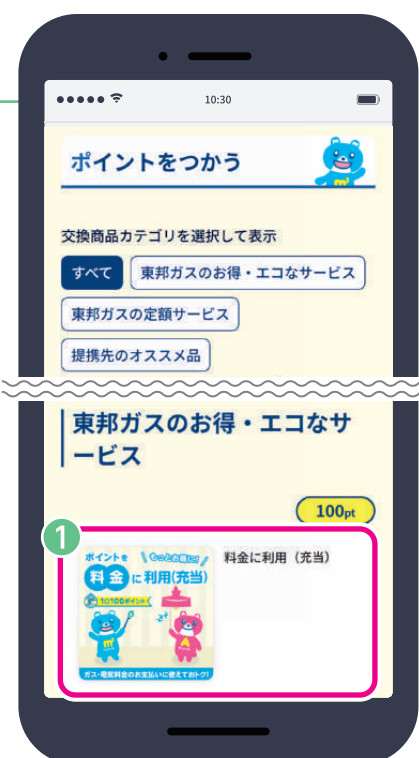 10:30
ポイントをつかう
交換商品カテゴリを選択して表示
すべて
東邦ガスのお得・エコなサービス
東邦ガスの定額サービス
提携先のオススメ品
東邦ガスのお得・エコなサ
ービス
100pt
1
料金に利用（充当）
ポイントを
もっとお得に!
料金に利用(充当)
1口100ポイント
ガス・電気料金のお支払いに使えておトク!